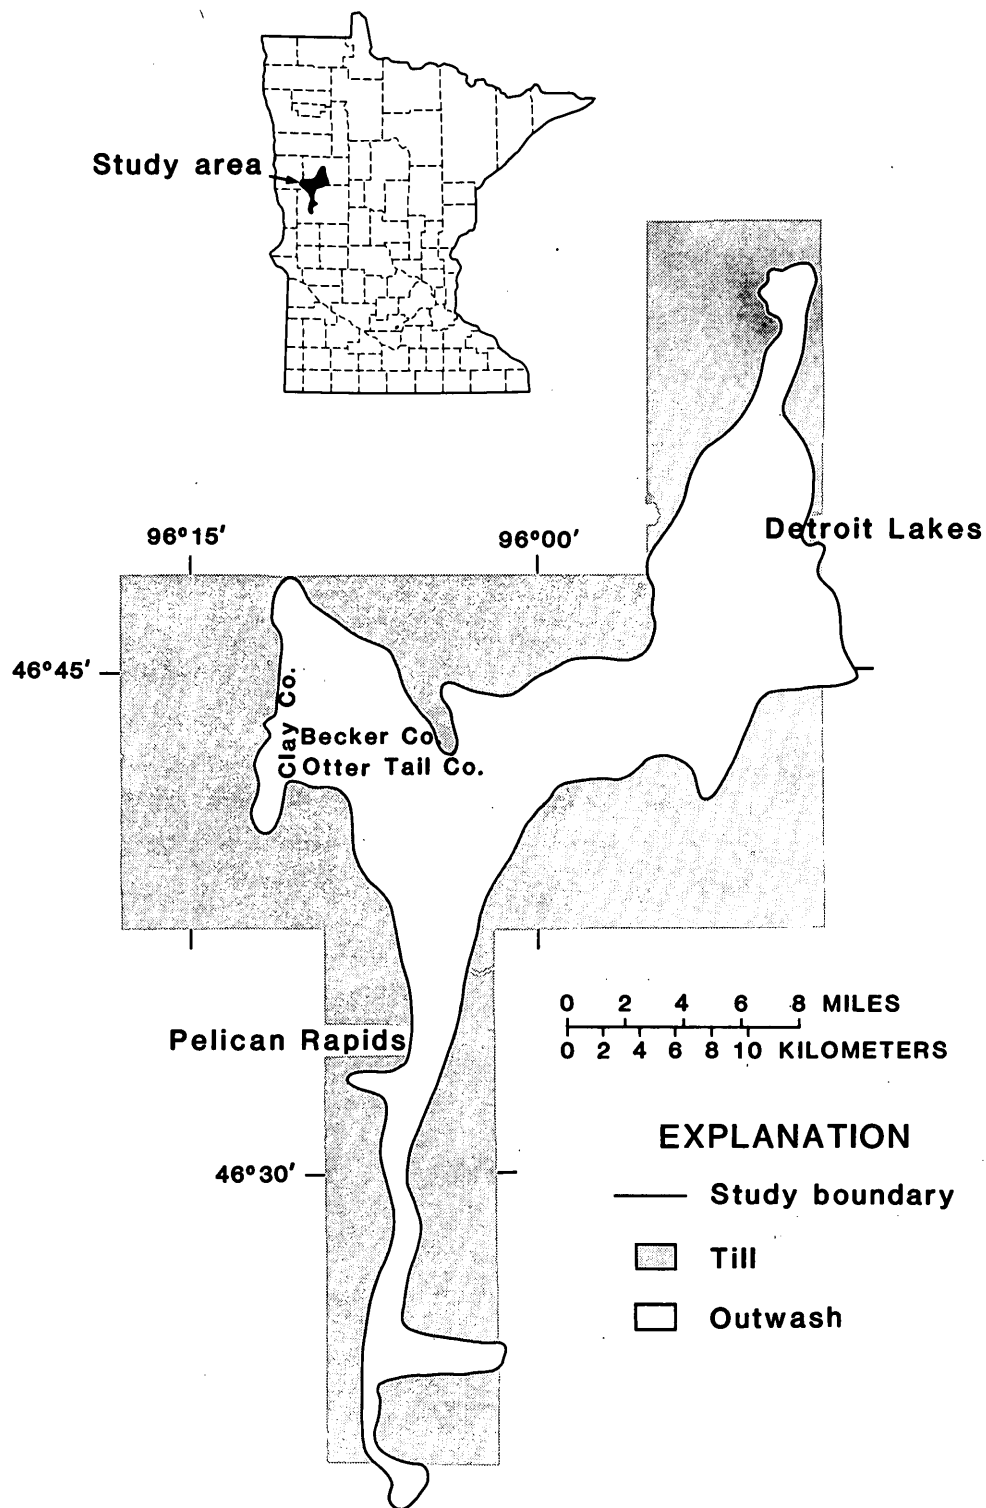 Study area
Detroit Lakes
96°15'
96°00'
46°45'
Clay Co.
Becker Co.
Otter Tail Co.
0 2 4 6 8 MILES
0 2 4 6 8 10 KILOMETERS
Pelican Rapids
EXPLANATION
46°30'
Study boundary
Till
Outwash